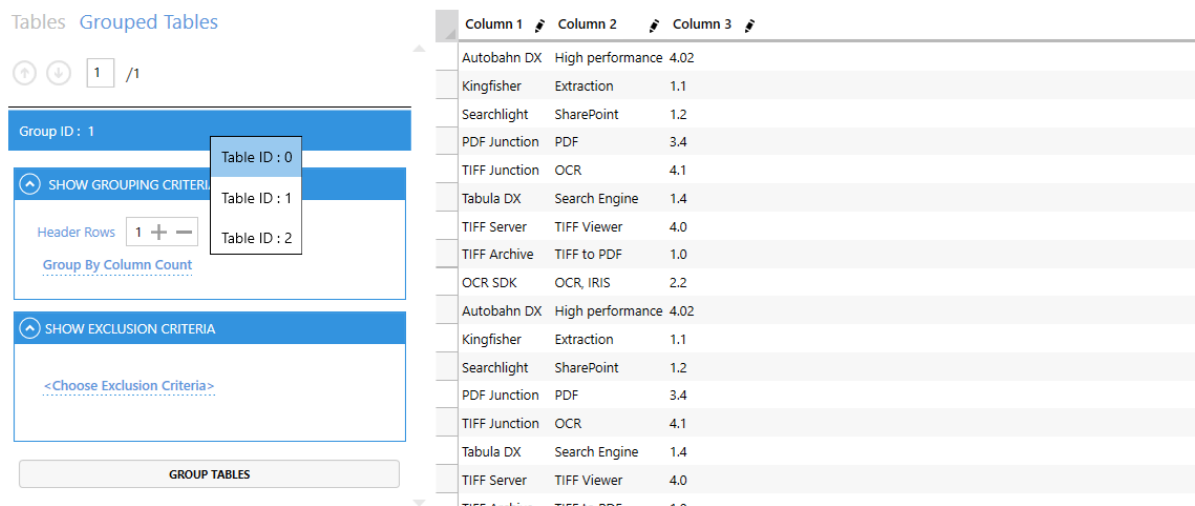 Tables Grouped Tables
1 /1
Group ID : 1
Table ID : 0
Table ID : 1
Table ID : 2
SHOW GROUPING
Header Rows 1
Group By Column Count
SHOW EXCLUSION CRITERIA
<Choose Exclusion Criteria>
GROUP TABLES
Column 1 Column 2 Column 3
Autobahn DX High performance 4.02
Kingfisher Extraction 1.1
Searchlight SharePoint 1.2
PDF Junction PDF 3.4
TIFF Junction OCR 4.1
Tabula DX Search Engine 1.4
TIFF Server TIFF Viewer 4.0
TIFF Archive TIFF to PDF 1.0
OCR SDK OCR, IRIS 2.2
Autobahn DX High performance 4.02
Kingfisher Extraction 1.1
Searchlight SharePoint 1.2
PDF Junction PDF 3.4
TIFF Junction OCR 4.1
Tabula DX Search Engine 1.4
TIFF Server TIFF Viewer 4.0